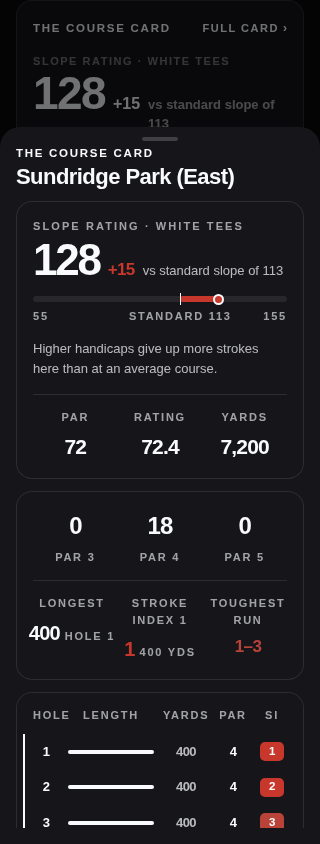 THE COURSE CARD FULL CARD ›
SLOPE RATING · WHITE TEES
128 +15 vs standard slope of
113
THE COURSE CARD
Sundridge Park (East)
SLOPE RATING · WHITE TEES
128 +15 vs standard slope of 113
55 STANDARD 113 155
Higher handicaps give up more strokes
here than at an average course.
PAR RATING YARDS
72 72.4 7,200
0 18 0
PAR 3 PAR 4 PAR 5
LONGEST STROKE TOUGHEST
INDEX 1 RUN
400 HOLE 1 1 400 YDS 1–3
HOLE LENGTH YARDS PAR SI
1 400 4 1
2 400 4 2
3 400 4 3